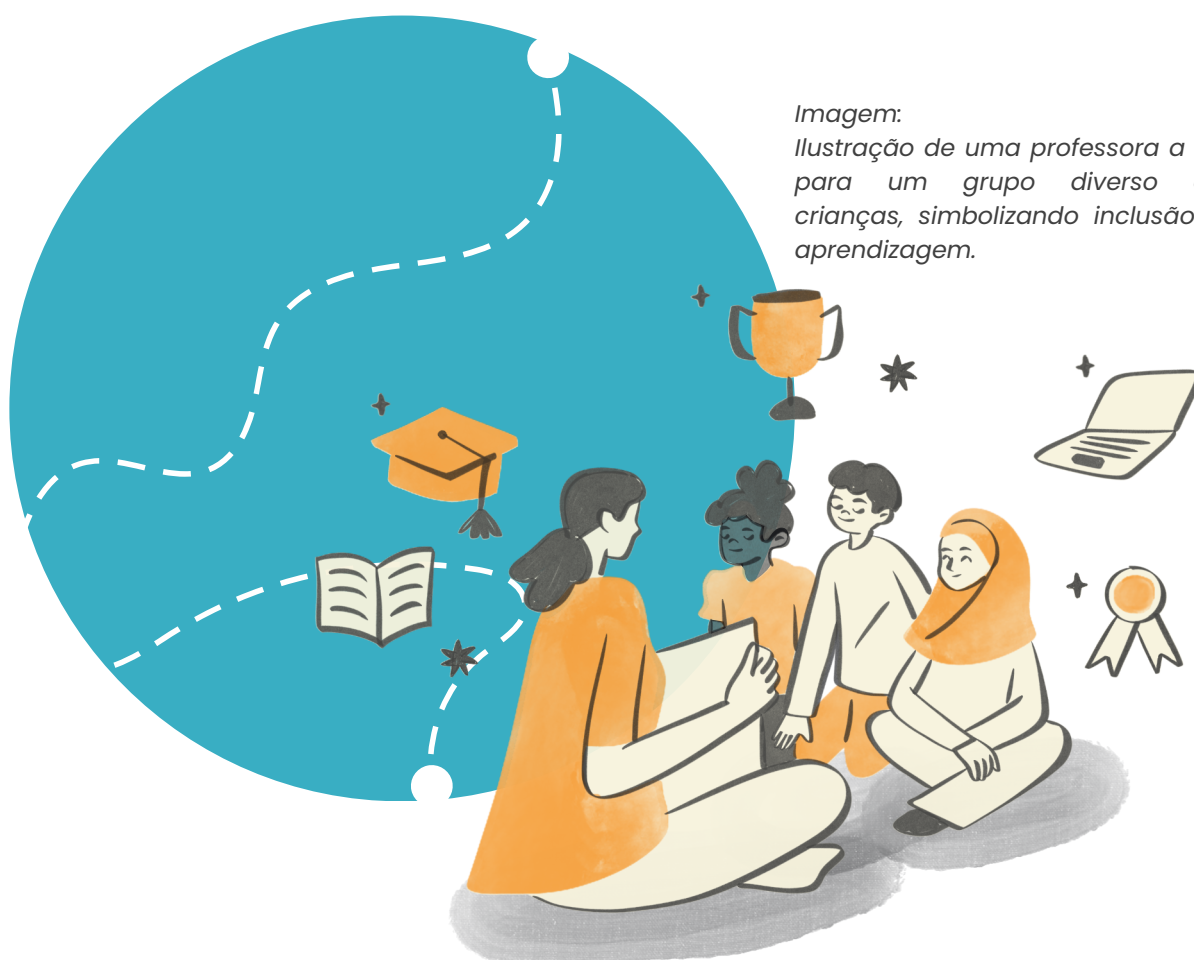 Imagem:
Ilustração de uma professora a
para um grupo diverso
crianças, simbolizando inclusão
aprendizagem.